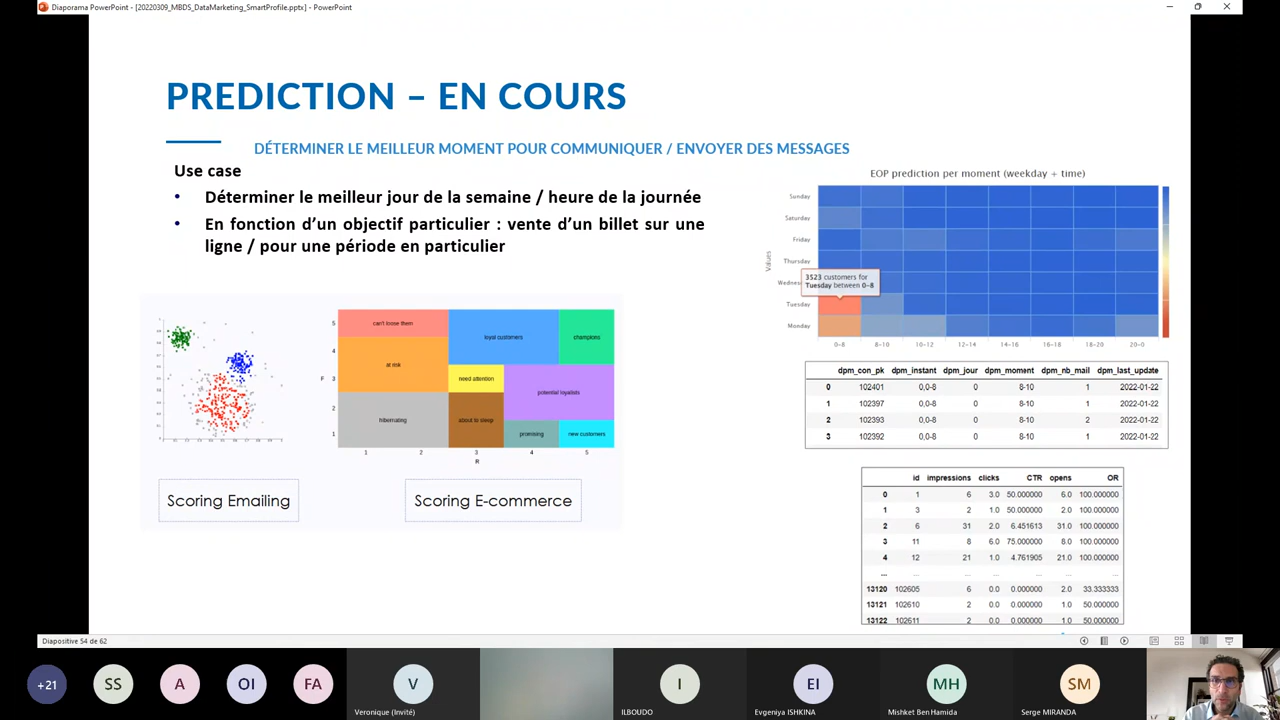 Diaporama PowerPoint - [20220309_MBDS_DataMarketing_SmartProfile.pptx] - PowerPoint
PREDICTION – EN COURS
DÉTERMINER LE MEILLEUR MOMENT POUR COMMUNIQUER / ENVOYER DES MESSAGES
Use case
• Déterminer le meilleur jour de la semaine / heure de la journée
• En fonction d’un objectif particulier : vente d’un billet sur une
ligne / pour une période en particulier
5
4
F 3
2
1
can't loose them
loyal customers
champions
at risk
need attention
potential loyalists
hibernating
about to sleep
promising
new customers
1 2 3 4 5
R
Scoring Emailing
Scoring E-commerce
EOP prediction per moment (weekday + time)
Values
Sunday
Saturday
Friday
Thursday
Wednes
Tuesday
Monday
3523 customers for
Tuesday between 0-8
0-8 8-10 10-12 12-14 14-16 16-18 18-20 20-0
dpm_con_pk dpm_instant dpm_jour dpm_moment dpm_nb_mail dpm_last_update
0 102401 0,0-8 0 8-10 1 2022-01-22
1 102397 0,0-8 0 8-10 1 2022-01-22
2 102393 0,0-8 0 8-10 2 2022-01-22
3 102392 0,0-8 0 8-10 1 2022-01-22
id impressions clicks CTR opens OR
0 1 6 3.0 50.000000 6.0 100.000000
1 3 2 1.0 50.000000 2.0 100.000000
2 6 31 2.0 6.451613 31.0 100.000000
3 11 8 6.0 75.000000 8.0 100.000000
4 12 21 1.0 4.761905 21.0 100.000000
... ... ... ... ... ... ...
13120 102605 6 0.0 0.000000 2.0 33.333333
13121 102610 2 0.0 0.000000 1.0 50.000000
13122 102611 2 0.0 0.000000 1.0 50.000000
Diapositive 54 de 62
+21 SS A OI FA V I EI MH SM
Veronique (Invité)
ILBOUDO
Evgeniya ISHKINA
Mishket Ben Hamida
Serge MIRANDA